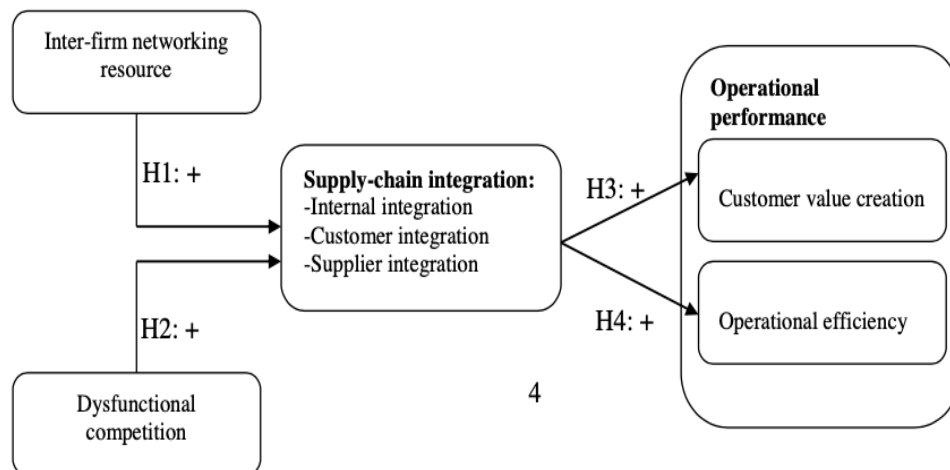 Inter-firm networking
resource
H1: +
H2: +
Dysfunctional
competition
Supply-chain integration:
-Internal integration
-Customer integration
-Supplier integration
H3: +
H4: +
Operational
performance
Customer value creation
Operational efficiency
4